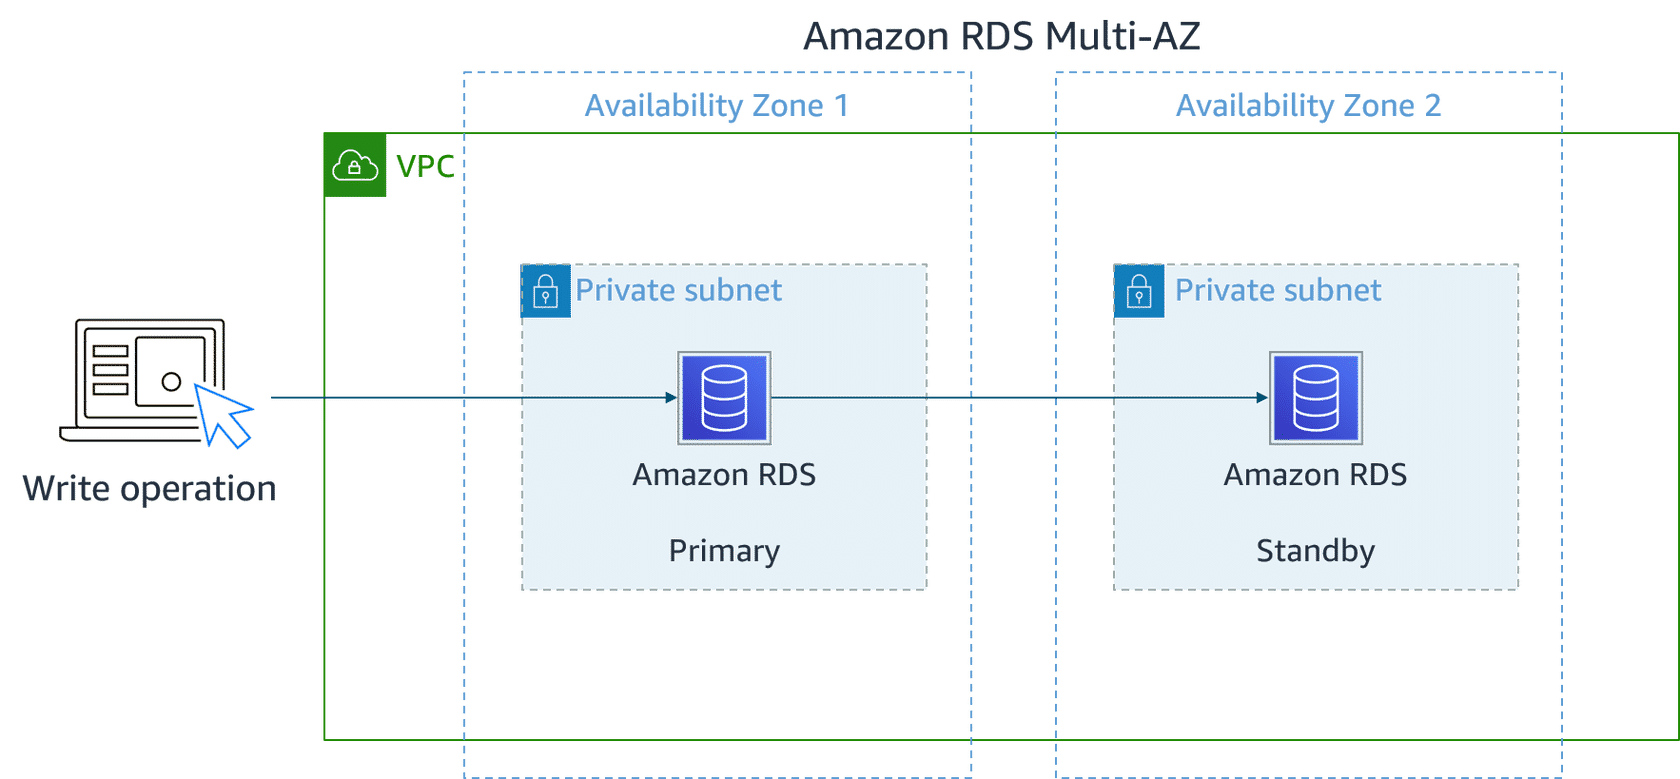 Amazon RDS Multi-AZ
Availability Zone 1
Availability Zone 2
VPC
Private subnet
Private subnet
Write operation
Amazon RDS
Amazon RDS
Primary
Standby